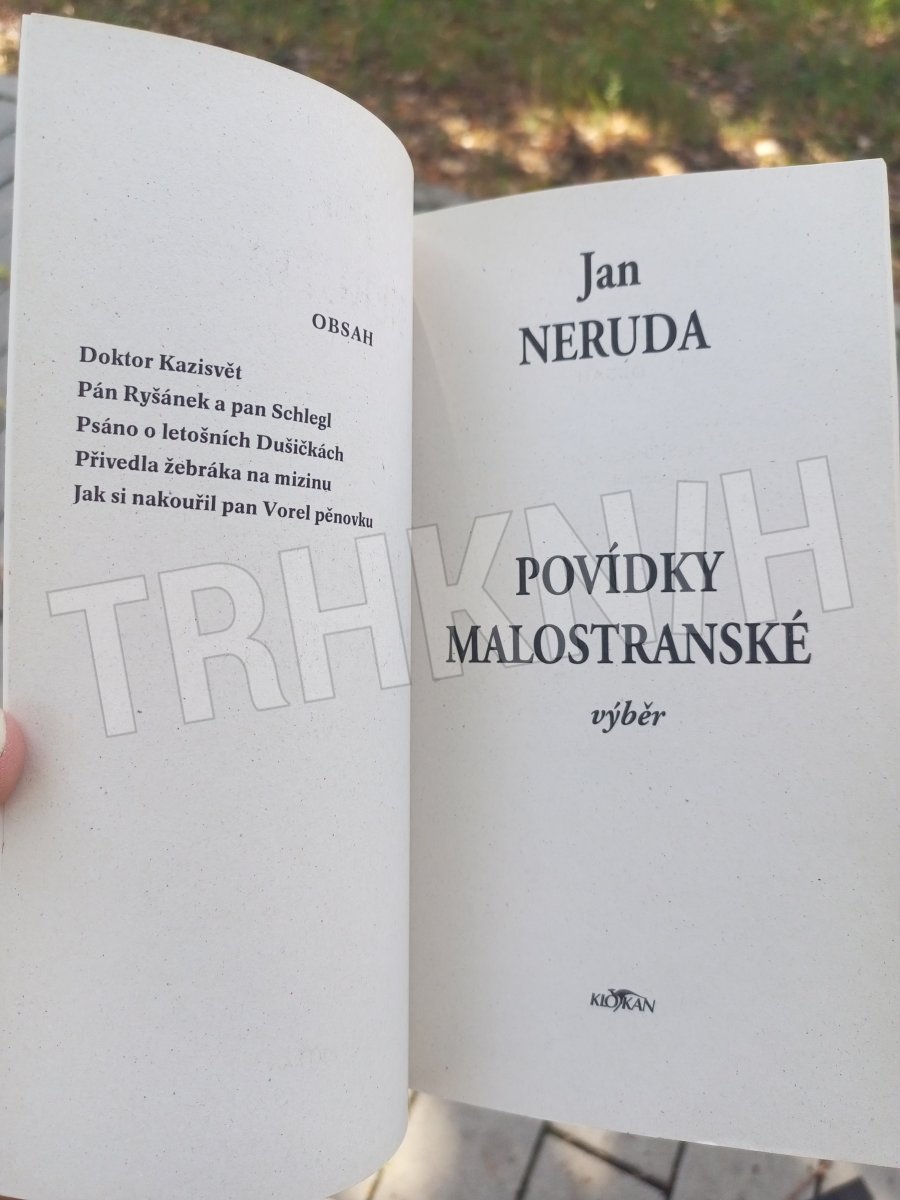 OBSAH
Doktor Kazisvět
Pán Ryšánek a pan Schlegl
Psáno o letošních Dušičkách
Přivedla žebráka na mizinu
Jak si nakouřil pan Vorel pěnovku
Jan
NERUDA
POVÍDKY
MALOSTRANSKÉ
výběr
KLOKAN
TRHKNIH